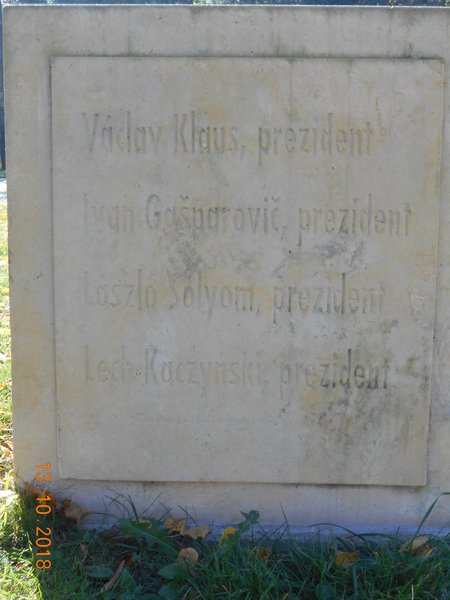 Václav Klaus, prezident
Ivan Gašparovič, prezident
László Sólyom, prezident
Lech Kaczyński, prezident
13 10 2018